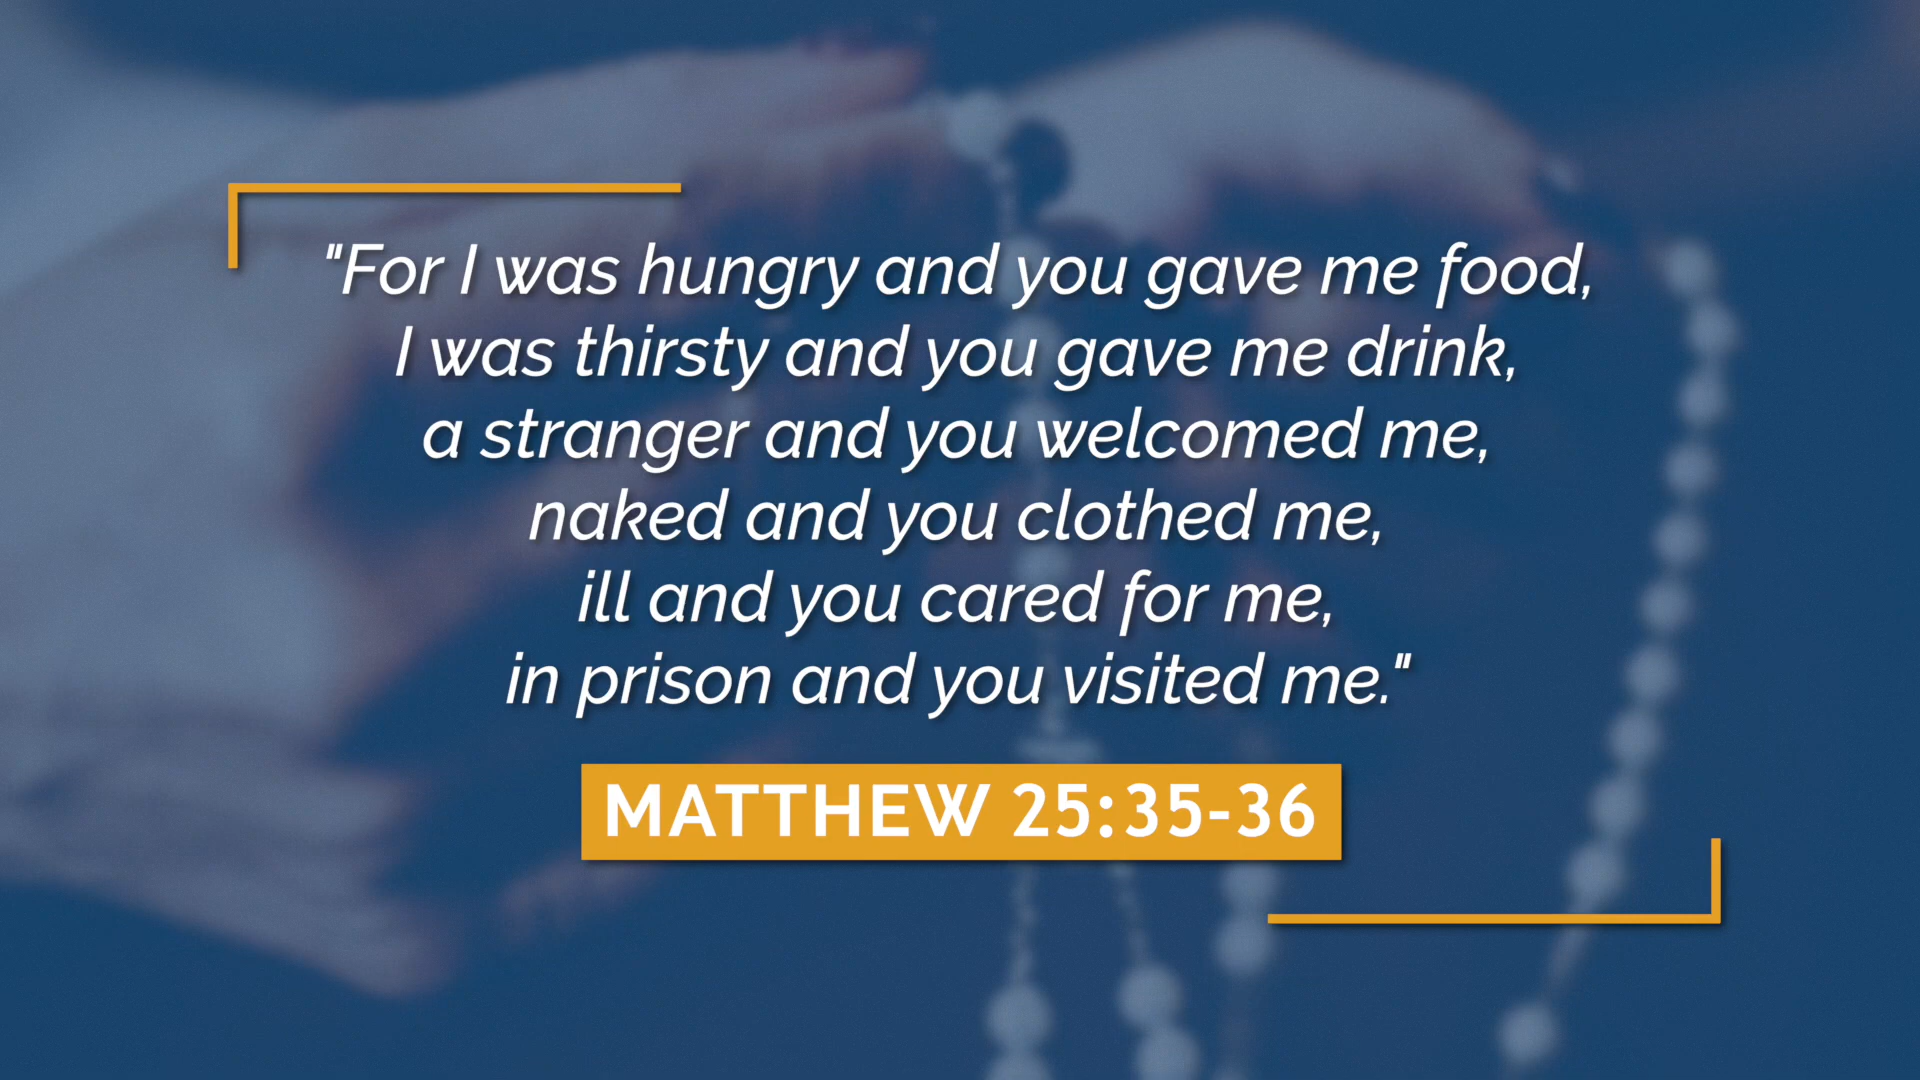 "For I was hungry and you gave me food,
I was thirsty and you gave me drink,
a stranger and you welcomed me,
naked and you clothed me,
ill and you cared for me,
in prison and you visited me."
MATTHEW 25:35-36